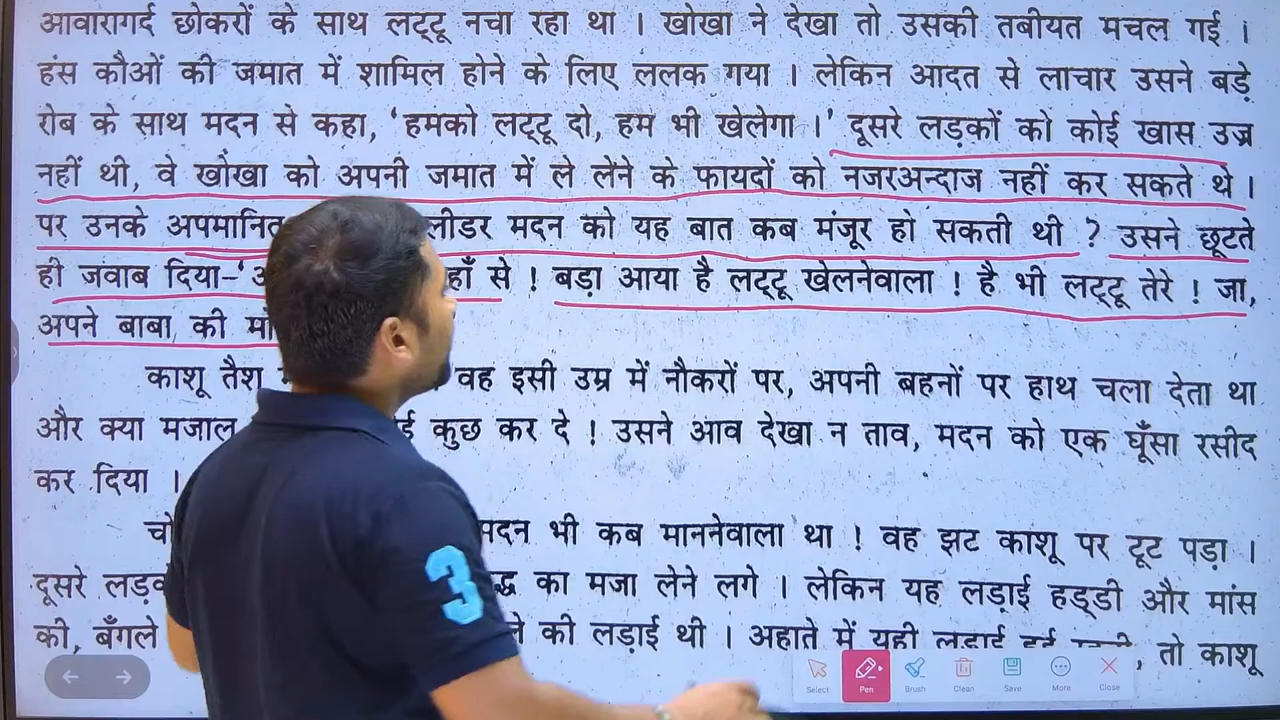 आवारागर्द छोकरों के साथ लट्टू नचा रहा था । खोखा ने देखा तो उसकी तबीयत मचल गई ।
हंस कौओं की जमात में शामिल होने के लिए ललक गया । लेकिन आदत से लाचार उसने बड़े
रोब के साथ मदन से कहा, ‘हमको लट्टू दो, हम भी खेलेगा ।’ दूसरे लड़कों को कोई खास उज्र
नहीं थी, वे खोखा को अपनी जमात में ले लेने के फायदों को नजरअन्दाज नहीं कर सकते थे ।
पर उनके अपमानित लीडर मदन को यह बात कब मंजूर हो सकती थी ? उसने छूटते
ही जवाब दिया–‘ से ! बड़ा आया है लट्टू खेलनेवाला ! है भी लट्टू तेरे ! जा,
अपने बाबा की
काशू तैश वह इसी उम्र में नौकरों पर, अपनी बहनों पर हाथ चला देता था
और क्या मजाल कुछ कर दे ! उसने आव देखा न ताव, मदन को एक घूँसा रसीद
कर दिया ।
मदन भी कब माननेवाला था ! वह झट काशू पर टूट पड़ा ।
दूसरे का मजा लेने लगे । लेकिन यह लड़ाई हड्डी और मांस
की, बँगले की लड़ाई थी । अहाते में यही लड़ाई हुई , तो काशू
3
Select Pen Brush Clean Save More Close